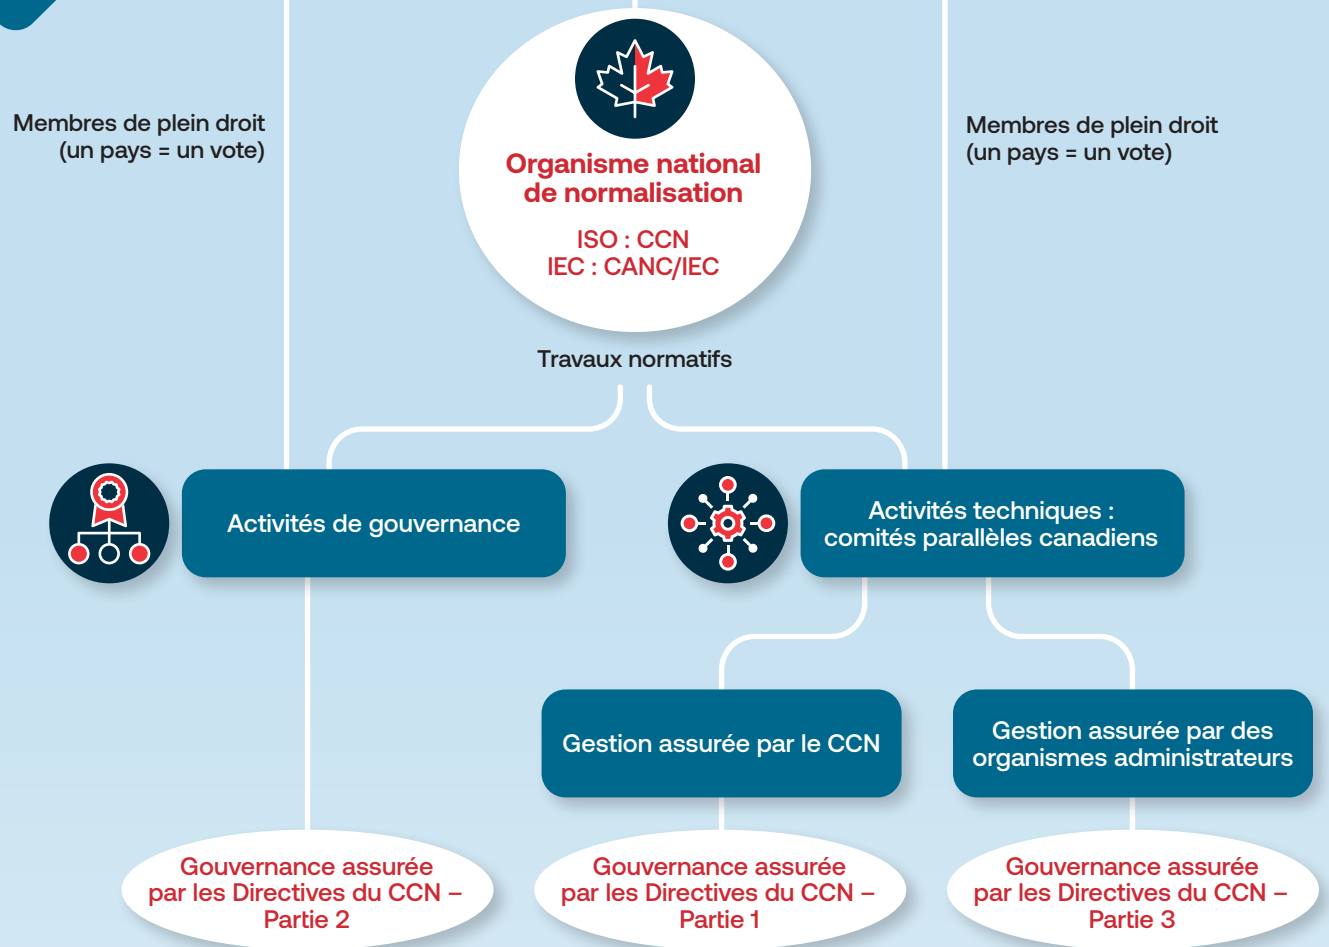 Membres de plein droit
(un pays = un vote)
Organisme national
de normalisation
ISO : CCN
IEC : CANC/IEC
Membres de plein droit
(un pays = un vote)
Travaux normatifs
Activités de gouvernance
Activités techniques :
comités parallèles canadiens
Gestion assurée par le CCN
Gestion assurée par des
organismes administrateurs
Gouvernance assurée
par les Directives du CCN –
Partie 2
Gouvernance assurée
par les Directives du CCN –
Partie 1
Gouvernance assurée
par les Directives du CCN –
Partie 3